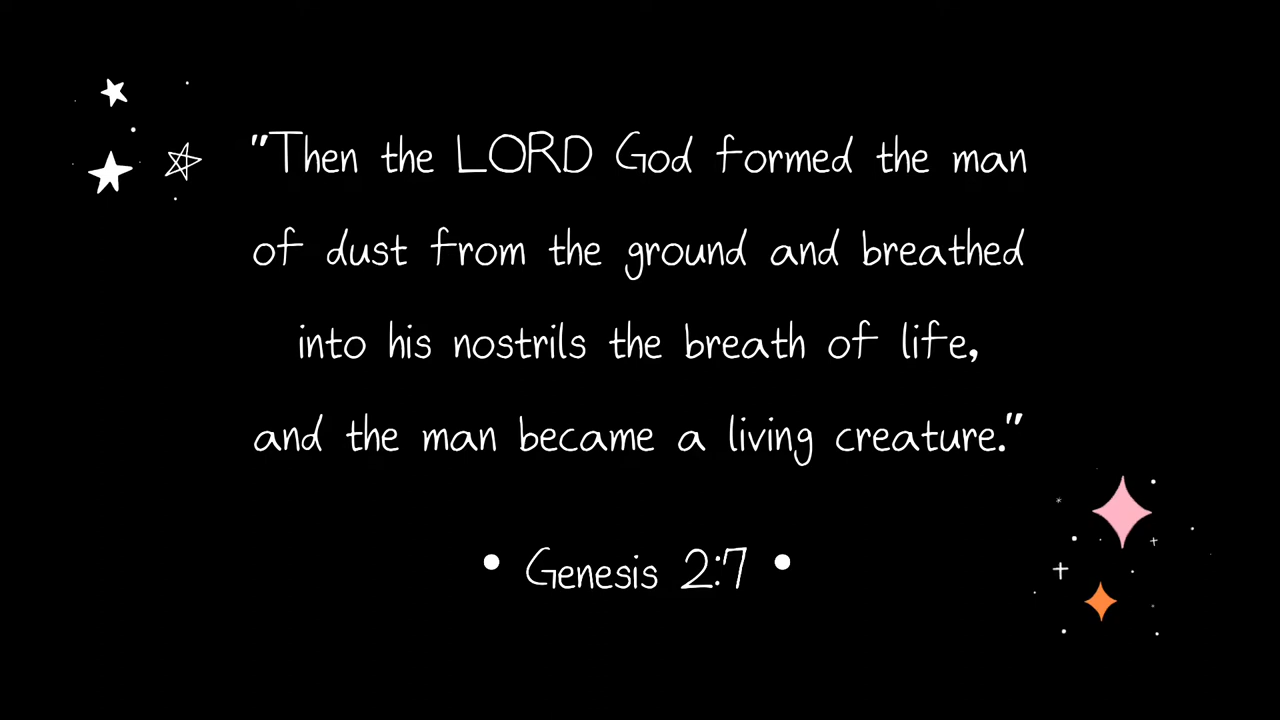 "Then the LORD God formed the man
of dust from the ground and breathed
into his nostrils the breath of life,
and the man became a living creature."
• Genesis 2:7 •